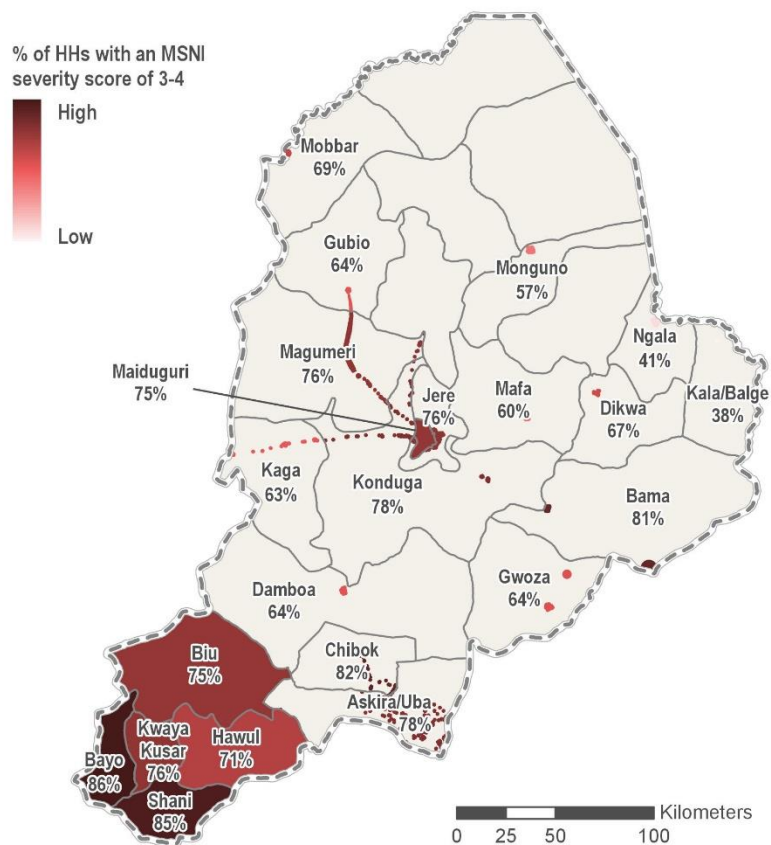 % of HHs with an MSNI
severity score of 3-4
High
Low
Mobbar
69%
Gubio
64%
Monguno
57%
Ngala
41%
Magumeri
76%
Maiduguri
75%
Jere
76%
Mafa
60%
Dikwa
67%
Kala/Balge
38%
Kaga
63%
Konduga
78%
Bama
81%
Damboa
64%
Gwoza
64%
Chibok
82%
Askira/Uba
78%
Biu
75%
Kwaya
Kusar
76%
Hawul
71%
Bayo
86%
Shani
85%
Kilometers
0 25 50 100